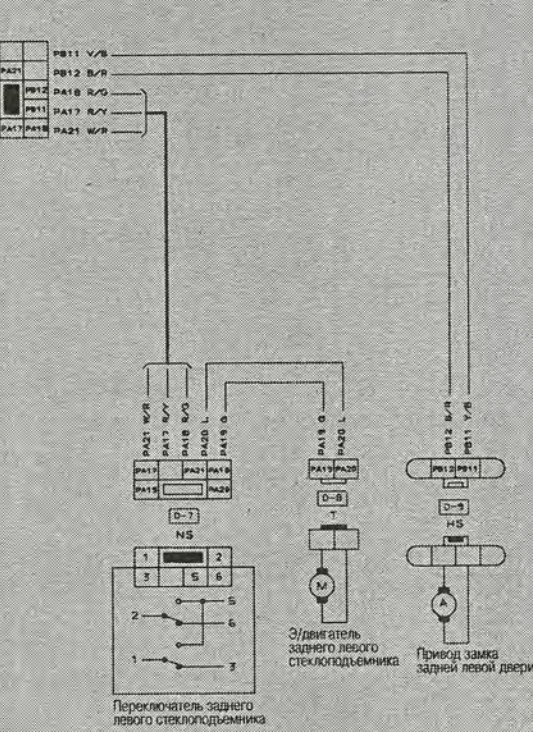 PB11 Y/B
PB12 B/R
PA18 R/G
PA17 R/Y
PA21 W/R
PA21
PB12
PB11
PA17 PA18
PA21 W/R
PA17 R/Y
PA18 R/G
PA20 L
PA19 G
PA19 G
PA20 L
PB12 B/R
PB11 Y/B
PA17 PA21 PA18
PA19 PA20
PA19 PA20
PB12 PB11
D-7
NS
D-8
T
D-9
HS
1 2
3 5 6
5
2 6
1 3
M
A
Э/двигатель
заднего левого
стеклоподъемника
Привод замка
задней левой двери
Переключатель заднего
левого стеклоподъемника